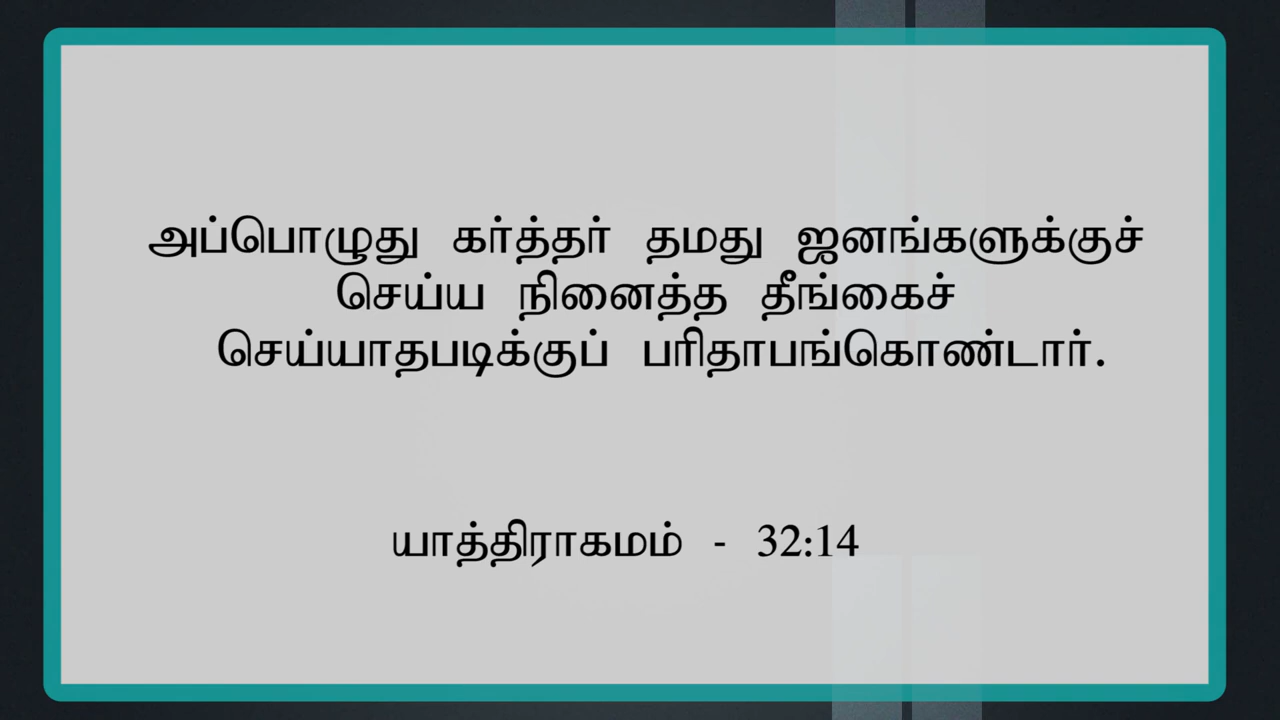 அப்பொழுது கர்த்தர் தமது ஜனங்களுக்குச்
செய்ய நினைத்த தீங்கைச்
செய்யாதபடிக்குப் பரிதாபங்கொண்டார்.
யாத்திராகமம் - 32:14